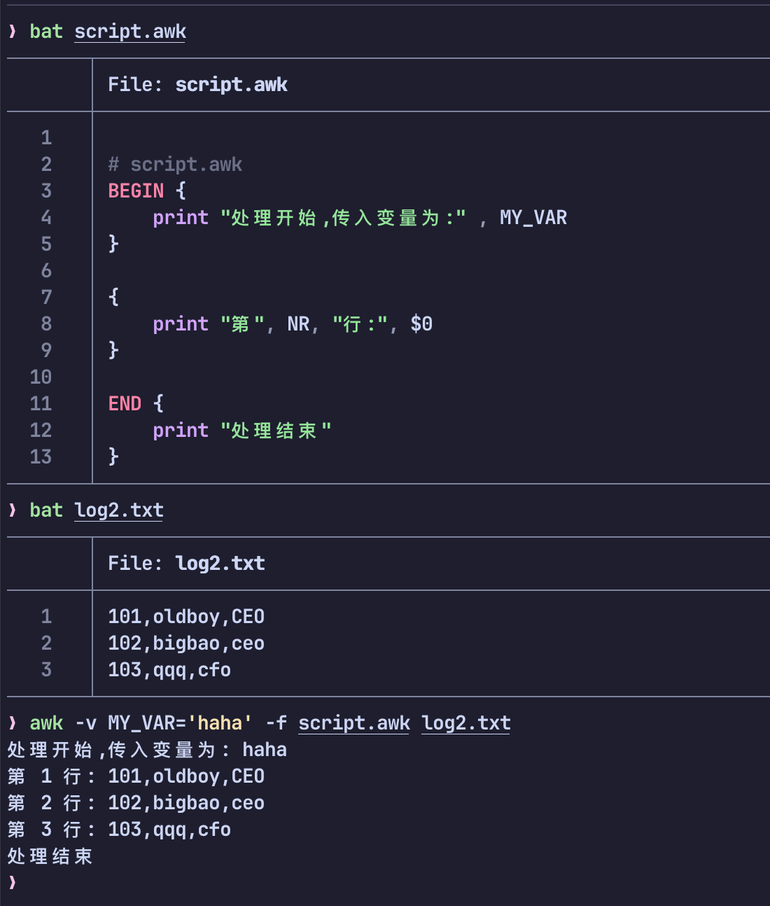 ❯ bat script.awk
File: script.awk
1
2 # script.awk
3 BEGIN {
4     print "处理开始,传入变量为:" , MY_VAR
5 }
6
7 {
8     print "第", NR, "行:", $0
9 }
10
11 END {
12     print "处理结束"
13 }
❯ bat log2.txt
File: log2.txt
1 101,oldboy,CEO
2 102,bigbao,ceo
3 103,qqq,cfo
❯ awk -v MY_VAR='haha' -f script.awk log2.txt
处理开始,传入变量为: haha
第 1 行: 101,oldboy,CEO
第 2 行: 102,bigbao,ceo
第 3 行: 103,qqq,cfo
处理结束
❯